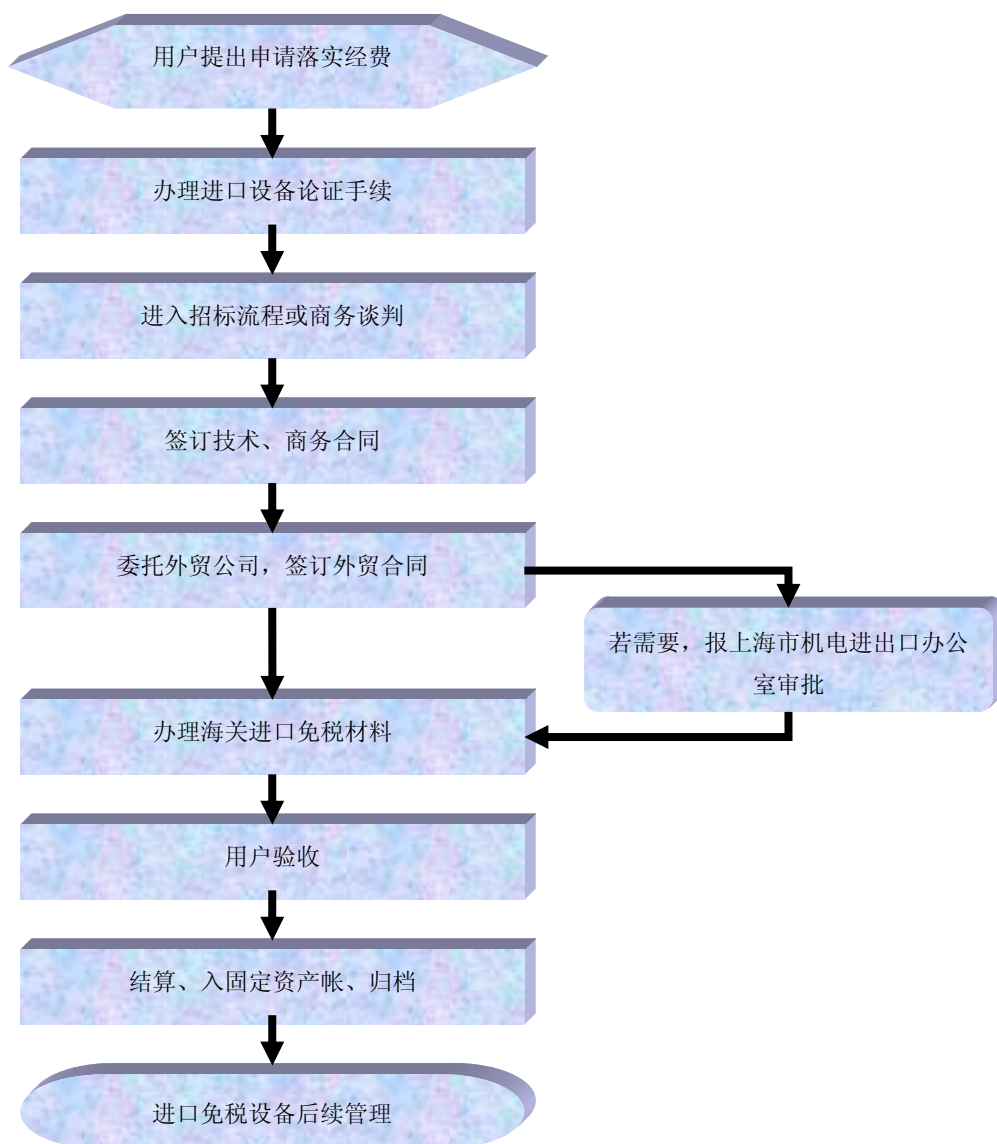 用户提出申请落实经费
办理进口设备论证手续
进入招标流程或商务谈判
签订技术、商务合同
委托外贸公司，签订外贸合同
若需要，报上海市机电进出口办公
室审批
办理海关进口免税材料
用户验收
结算、入固定资产帐、归档
进口免税设备后续管理